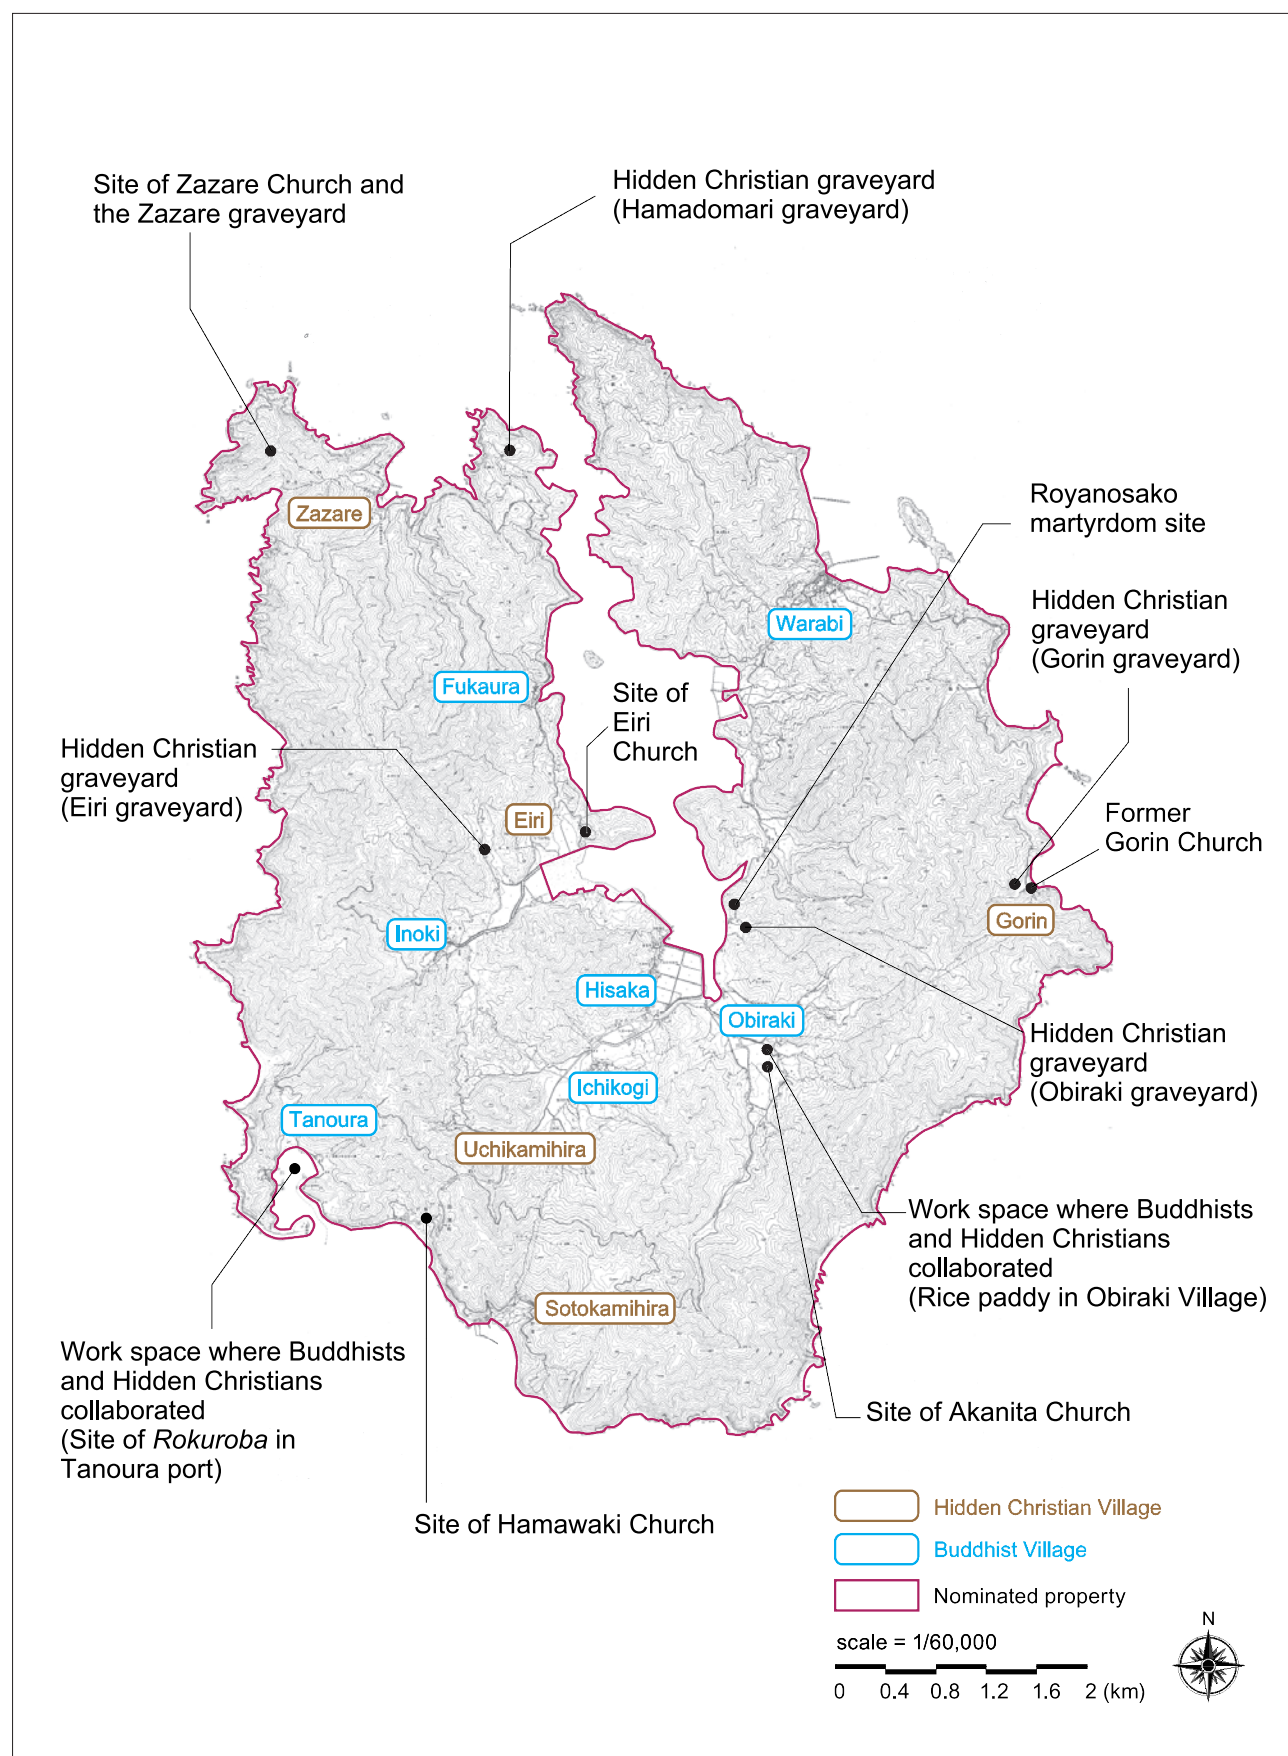 Site of Zazare Church and
the Zazare graveyard
Hidden Christian graveyard
(Hamadomari graveyard)
Royanosako
martyrdom site
Zazare
Hidden Christian
graveyard
(Gorin graveyard)
Warabi
Fukaura
Site of
Eiri
Church
Hidden Christian
graveyard
(Eiri graveyard)
Eiri
Former
Gorin Church
Gorin
Inoki
Hisaka
Obiraki
Hidden Christian
graveyard
(Obiraki graveyard)
Ichikogi
Tanoura
Uchikamihira
Work space where Buddhists
and Hidden Christians
collaborated
(Rice paddy in Obiraki Village)
Sotokamihira
Work space where Buddhists
and Hidden Christians
collaborated
(Site of Rokuroba in
Tanoura port)
Site of Akanita Church
Site of Hamawaki Church
Hidden Christian Village
Buddhist Village
Nominated property
N
scale = 1/60,000
0 0.4 0.8 1.2 1.6 2 (km)